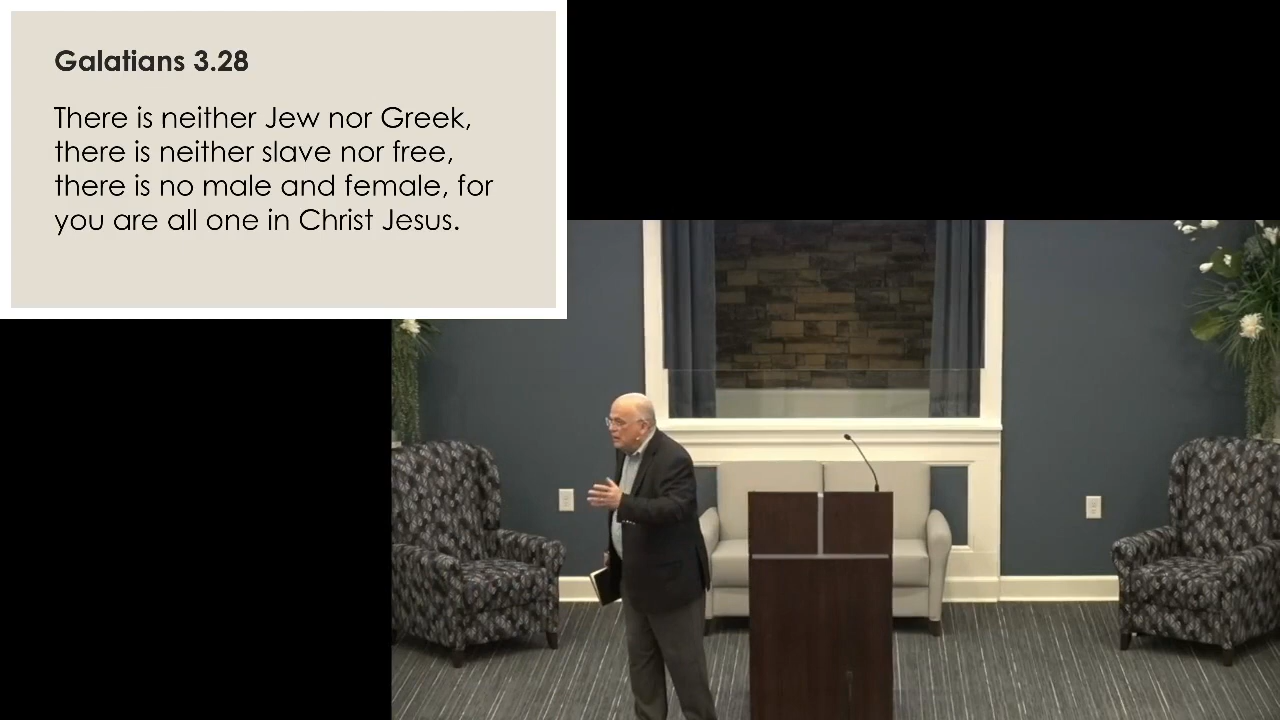 Galatians 3.28
There is neither Jew nor Greek,
there is neither slave nor free,
there is no male and female, for
you are all one in Christ Jesus.